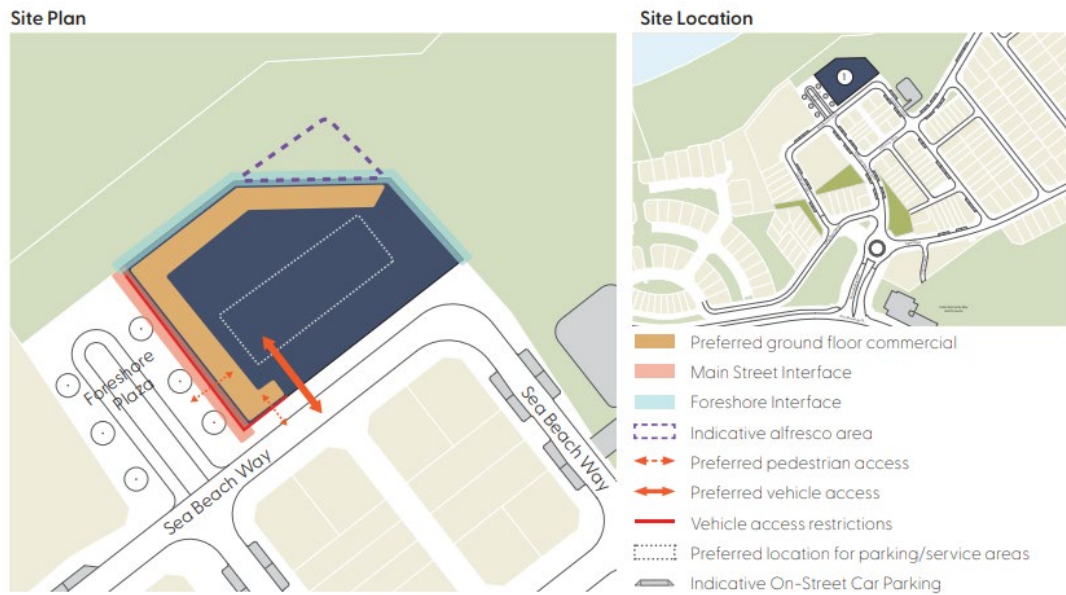 Site Plan
Foreshore
Plaza
Sea Beach Way
Sea Beach Way
Site Location
1
Preferred ground floor commercial
Main Street Interface
Foreshore Interface
Indicative alfresco area
Preferred pedestrian access
Preferred vehicle access
Vehicle access restrictions
Preferred location for parking/service areas
Indicative On-Street Car Parking